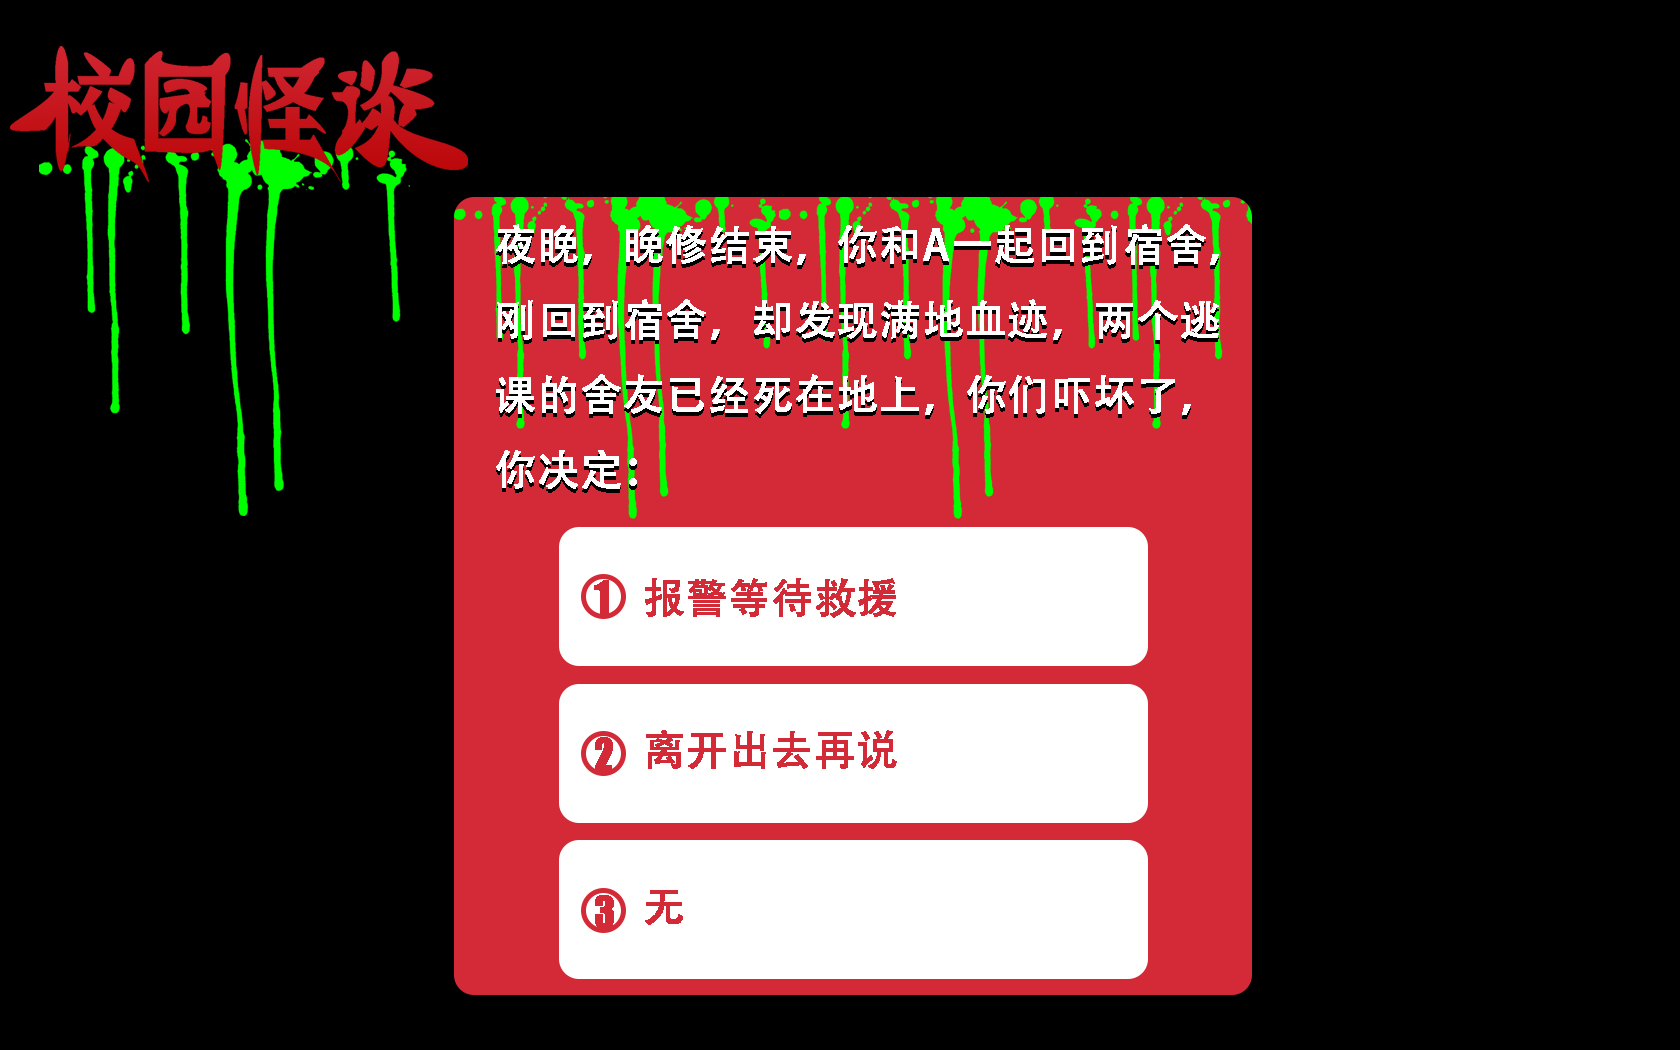 校园怪谈
夜晚，晚修结束，你和A一起回到宿舍，
刚回到宿舍，却发现满地血迹，两个逃
课的舍友已经死在地上，你们吓坏了，
你决定：
① 报警等待救援
② 离开出去再说
③ 无